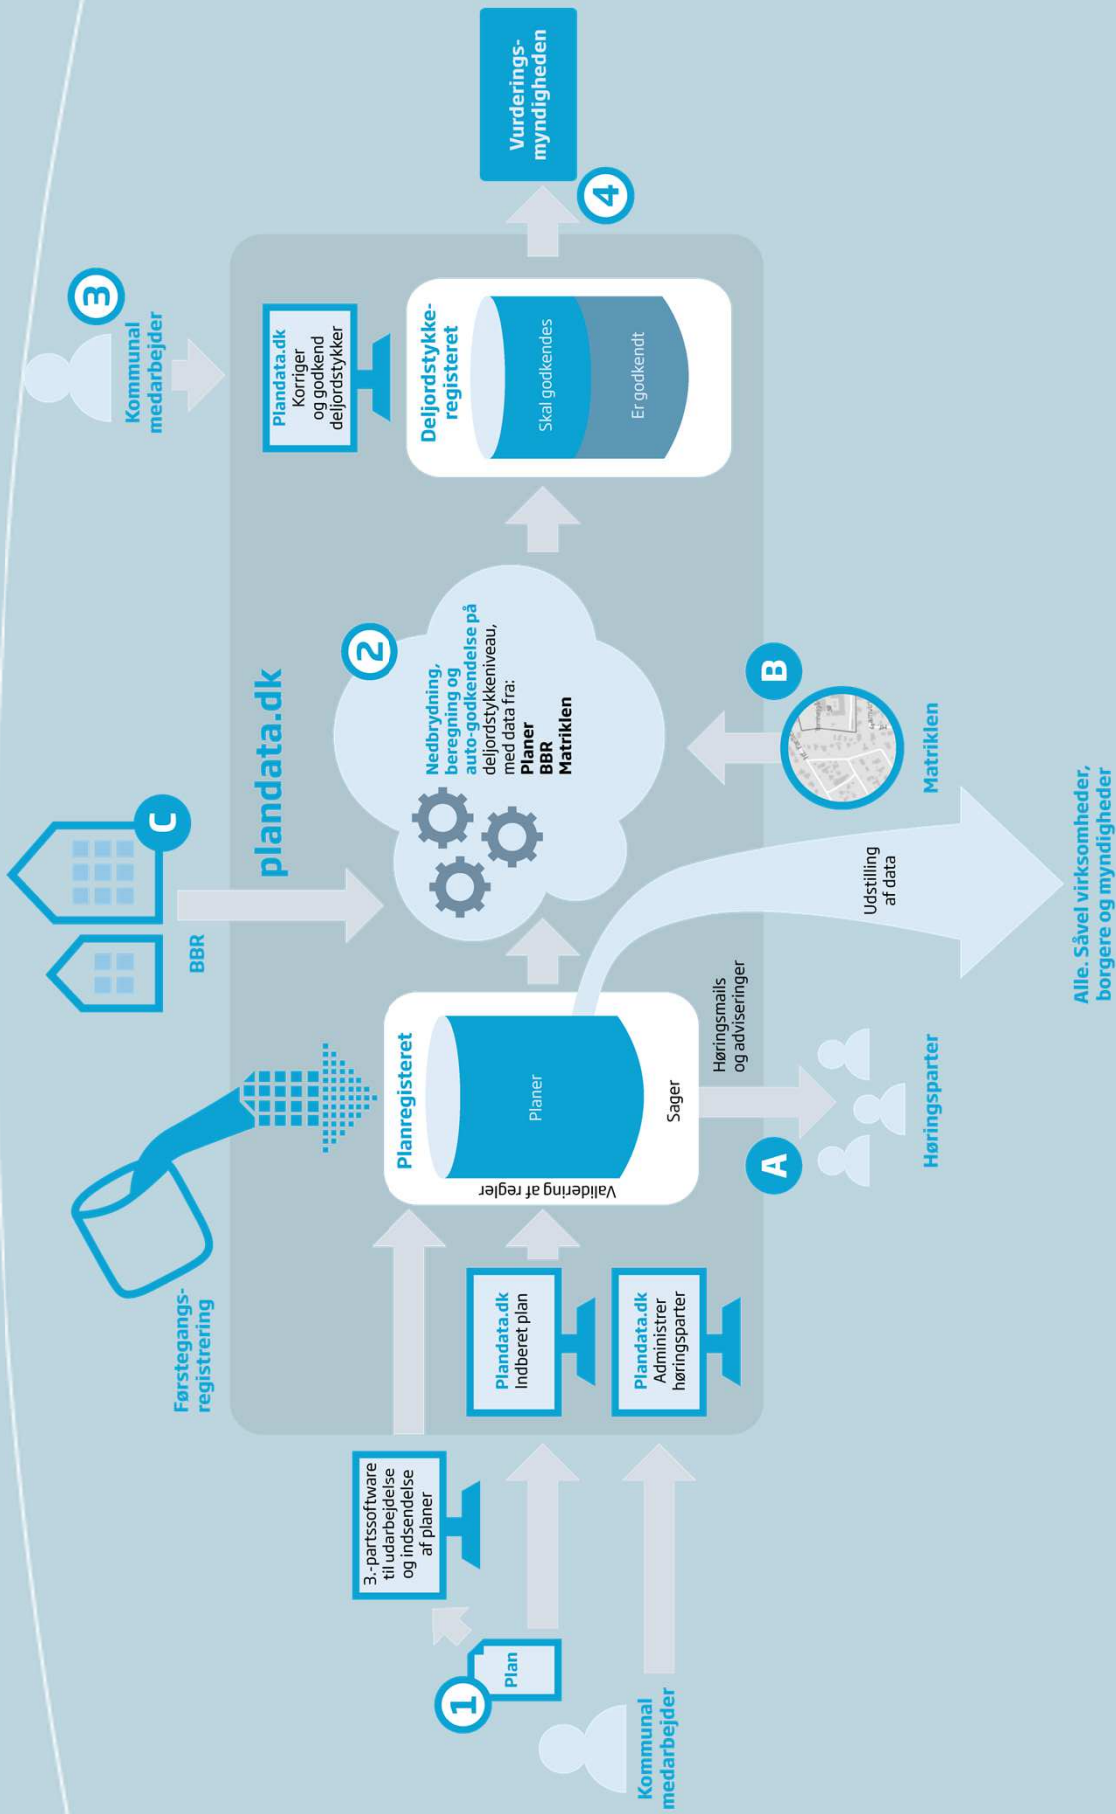 Førstegangs-
registrering
BBR
C
Kommunal
medarbejder
3
plandata.dk
3.-partssoftware
til udarbejdelse
og indsendelse
af planer
1
Plan
Kommunal
medarbejder
Plandata.dk
Indberet plan
Plandata.dk
Administrer
høringsparter
Planregisteret
Validering af regler
Planer
Sager
2
Nedbrydning,
beregning og
auto-godkendelse på
deljordstykkeniveau,
med data fra:
Planer
BBR
Matriklen
Plandata.dk
Korriger
og godkend
deljordstykker
Deljordstykke-
registeret
Skal godkendes
Er godkendt
4
Vurderings-
myndigheden
A
Høringsmails
og adviseringer
Høringsparter
Udstilling
af data
B
Matriklen
Alle. Såvel virksomheder,
borgere og myndigheder